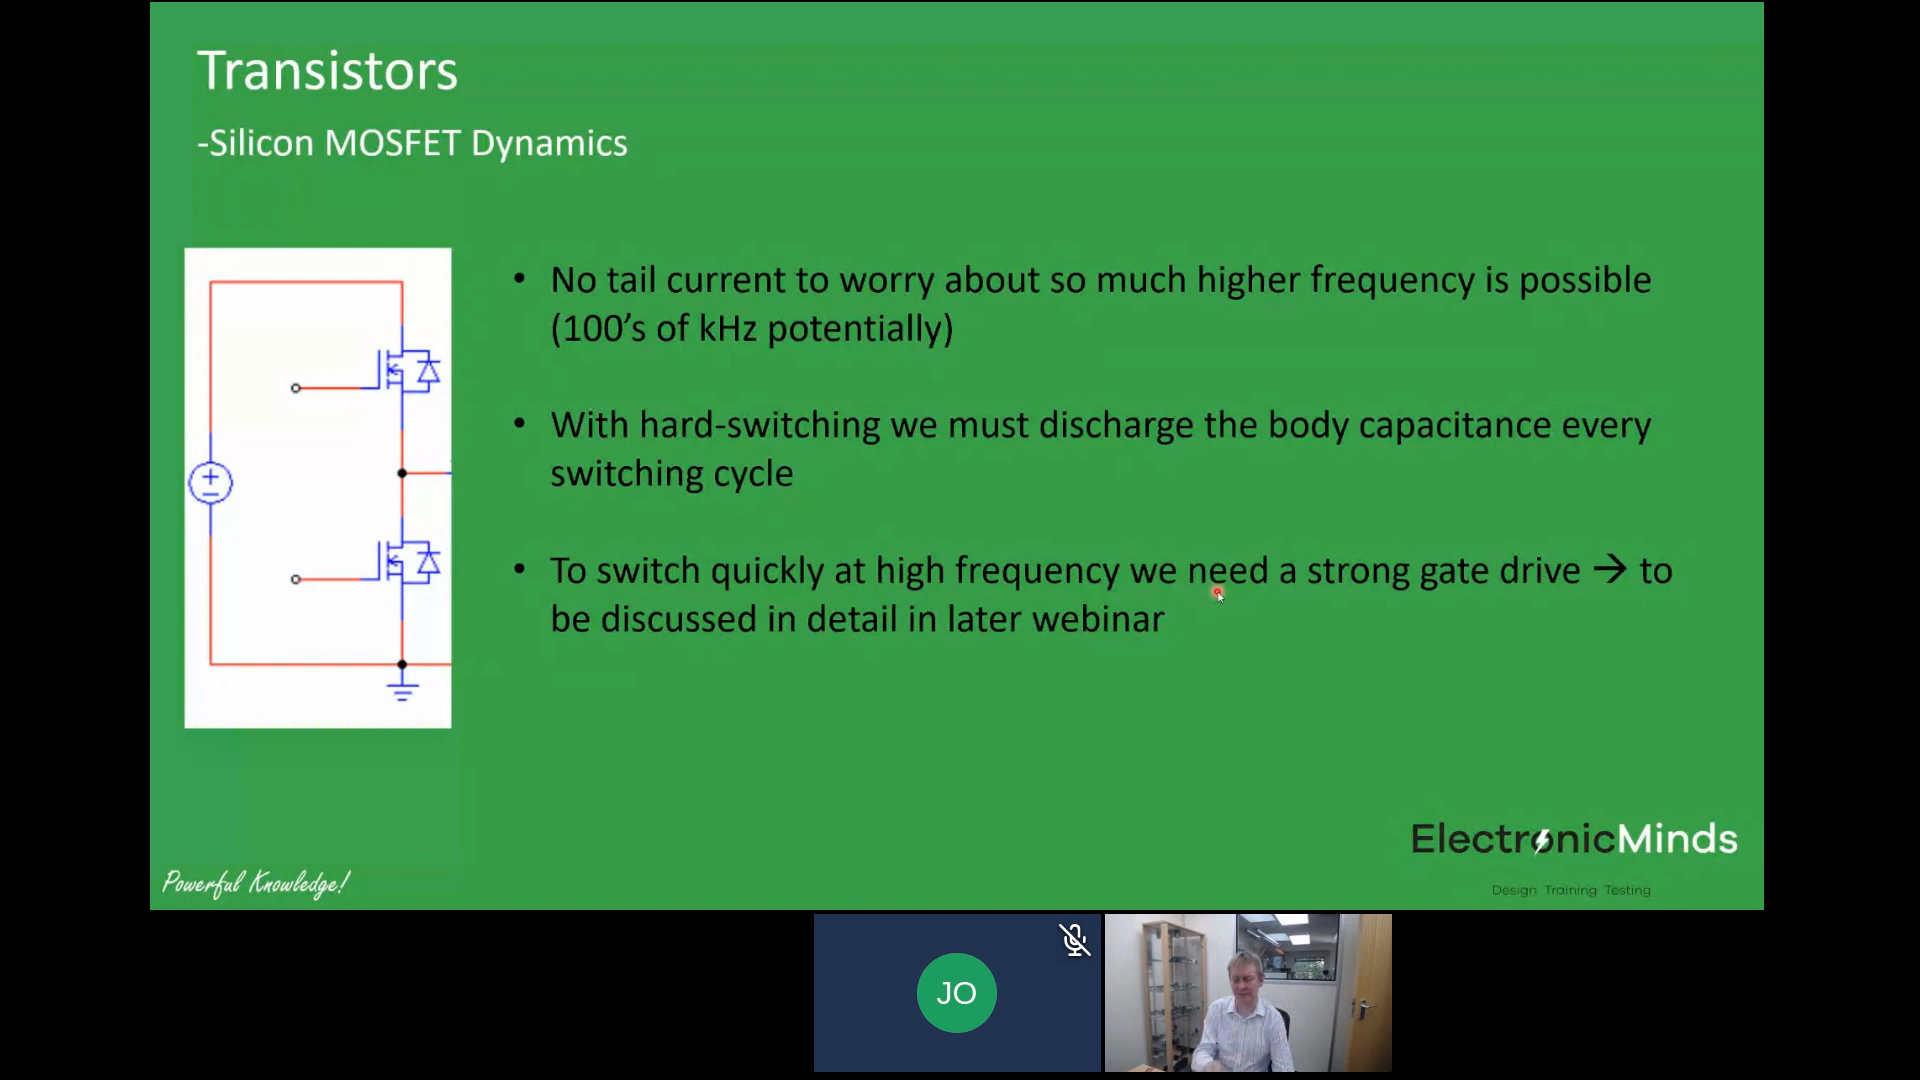 Transistors
-Silicon MOSFET Dynamics
• No tail current to worry about so much higher frequency is possible
(100’s of kHz potentially)
• With hard-switching we must discharge the body capacitance every
switching cycle
• To switch quickly at high frequency we need a strong gate drive → to
be discussed in detail in later webinar
ElectronicMinds
Design Training Testing
Powerful Knowledge!
JO